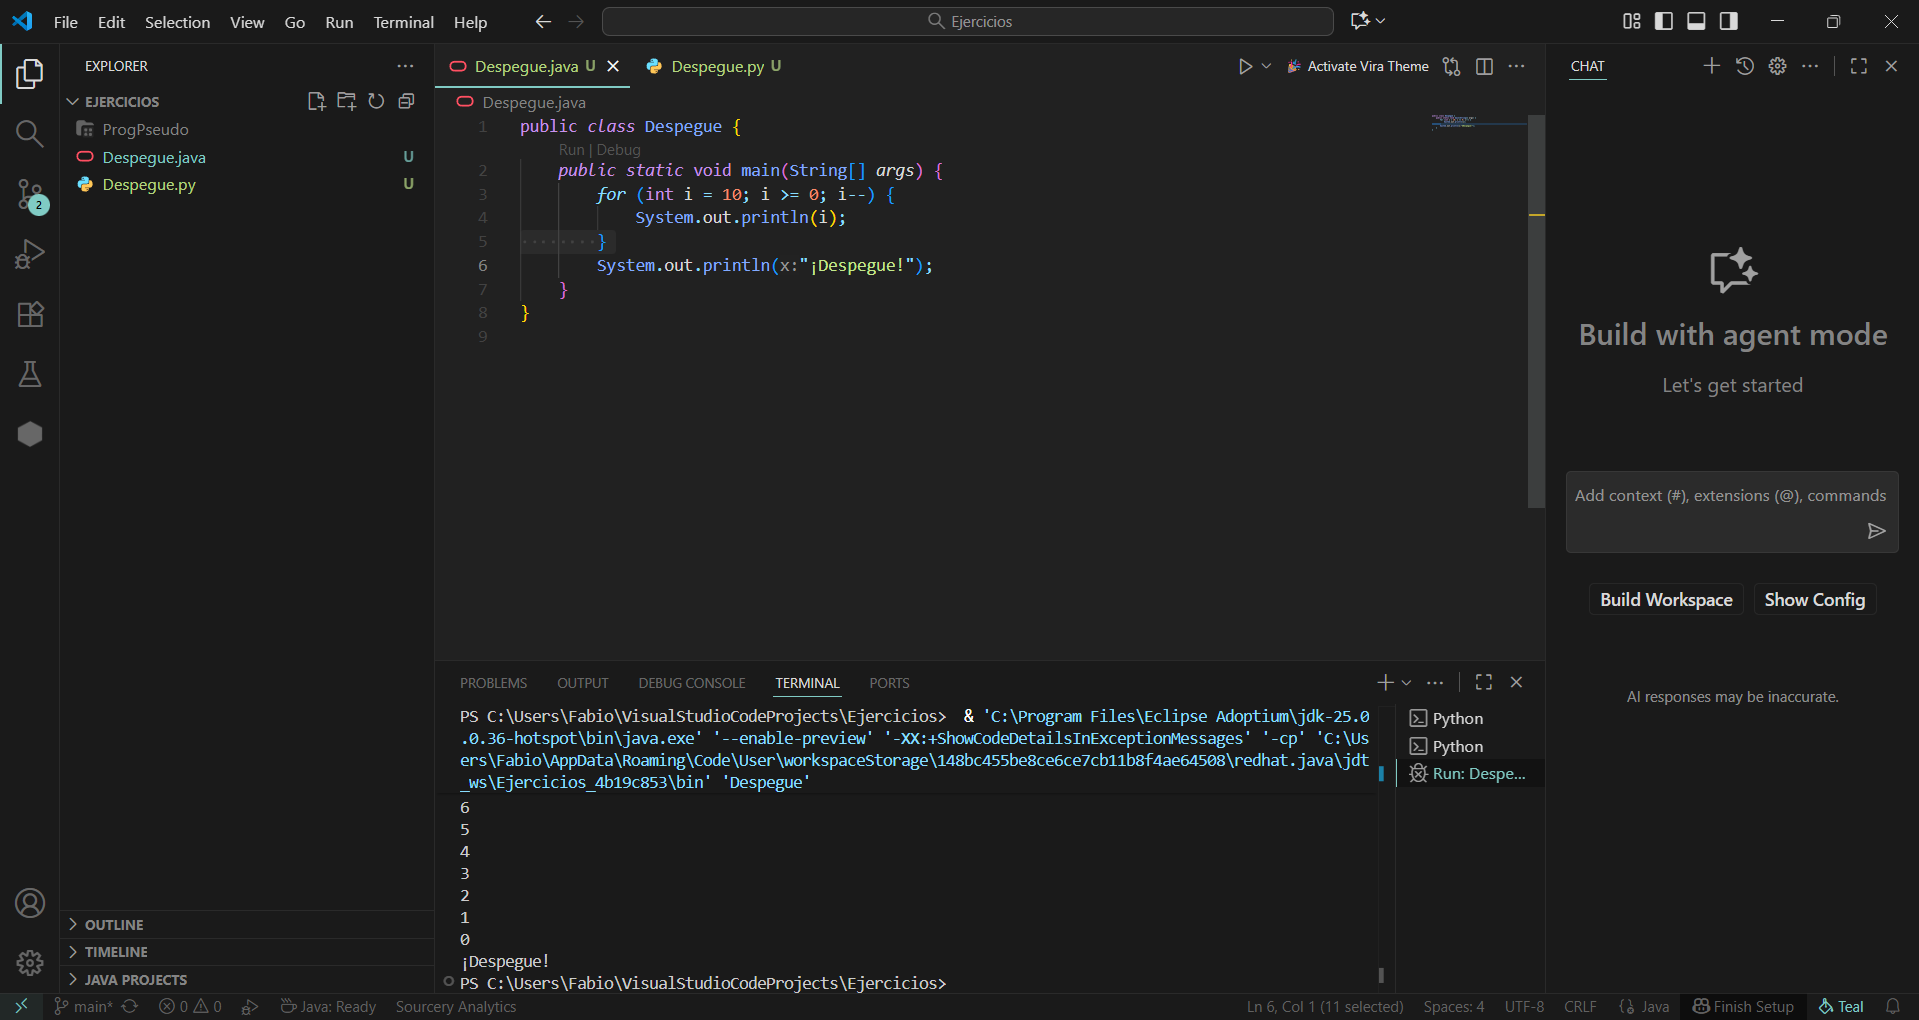 File Edit Selection View Go Run Terminal Help
Ejercicios
EXPLORER
EJERCICIOS
ProgPseudo
Despegue.java U
Despegue.py U
2
OUTLINE
TIMELINE
JAVA PROJECTS
Despegue.java U
Despegue.py U
Activate Vira Theme
Despegue.java
1 public class Despegue {
Run | Debug
2 public static void main(String[] args) {
3 for (int i = 10; i >= 0; i--) {
4 System.out.println(i);
5 ········}
6 System.out.println(x:"¡Despegue!");
7 }
8 }
9
PROBLEMS OUTPUT DEBUG CONSOLE TERMINAL PORTS
PS C:\Users\Fabio\VisualStudioCodeProjects\Ejercicios> & 'C:\Program Files\Eclipse Adoptium\jdk-25.0
.0.36-hotspot\bin\java.exe' '--enable-preview' '-XX:+ShowCodeDetailsInExceptionMessages' '-cp' 'C:\Us
ers\Fabio\AppData\Roaming\Code\User\workspaceStorage\148bc455be8ce6ce7cb11b8f4ae64508\redhat.java\jdt
_ws\Ejercicios_4b19c853\bin' 'Despegue'
6
5
4
3
2
1
0
¡Despegue!
PS C:\Users\Fabio\VisualStudioCodeProjects\Ejercicios>
Python
Python
Run: Despe...
CHAT
Build with agent mode
Let's get started
Add context (#), extensions (@), commands
Build Workspace Show Config
AI responses may be inaccurate.
main* 0 0 Java: Ready Sourcery Analytics Ln 6, Col 1 (11 selected) Spaces: 4 UTF-8 CRLF {} Java Finish Setup Teal